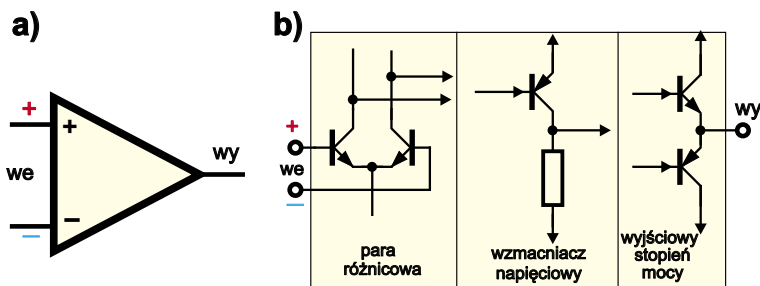 a)
+
+
we
wy
−
−
b)
+
we
−
wy
para
różnicowa
wzmacniacz
napięciowy
wyjściowy
stopień
mocy